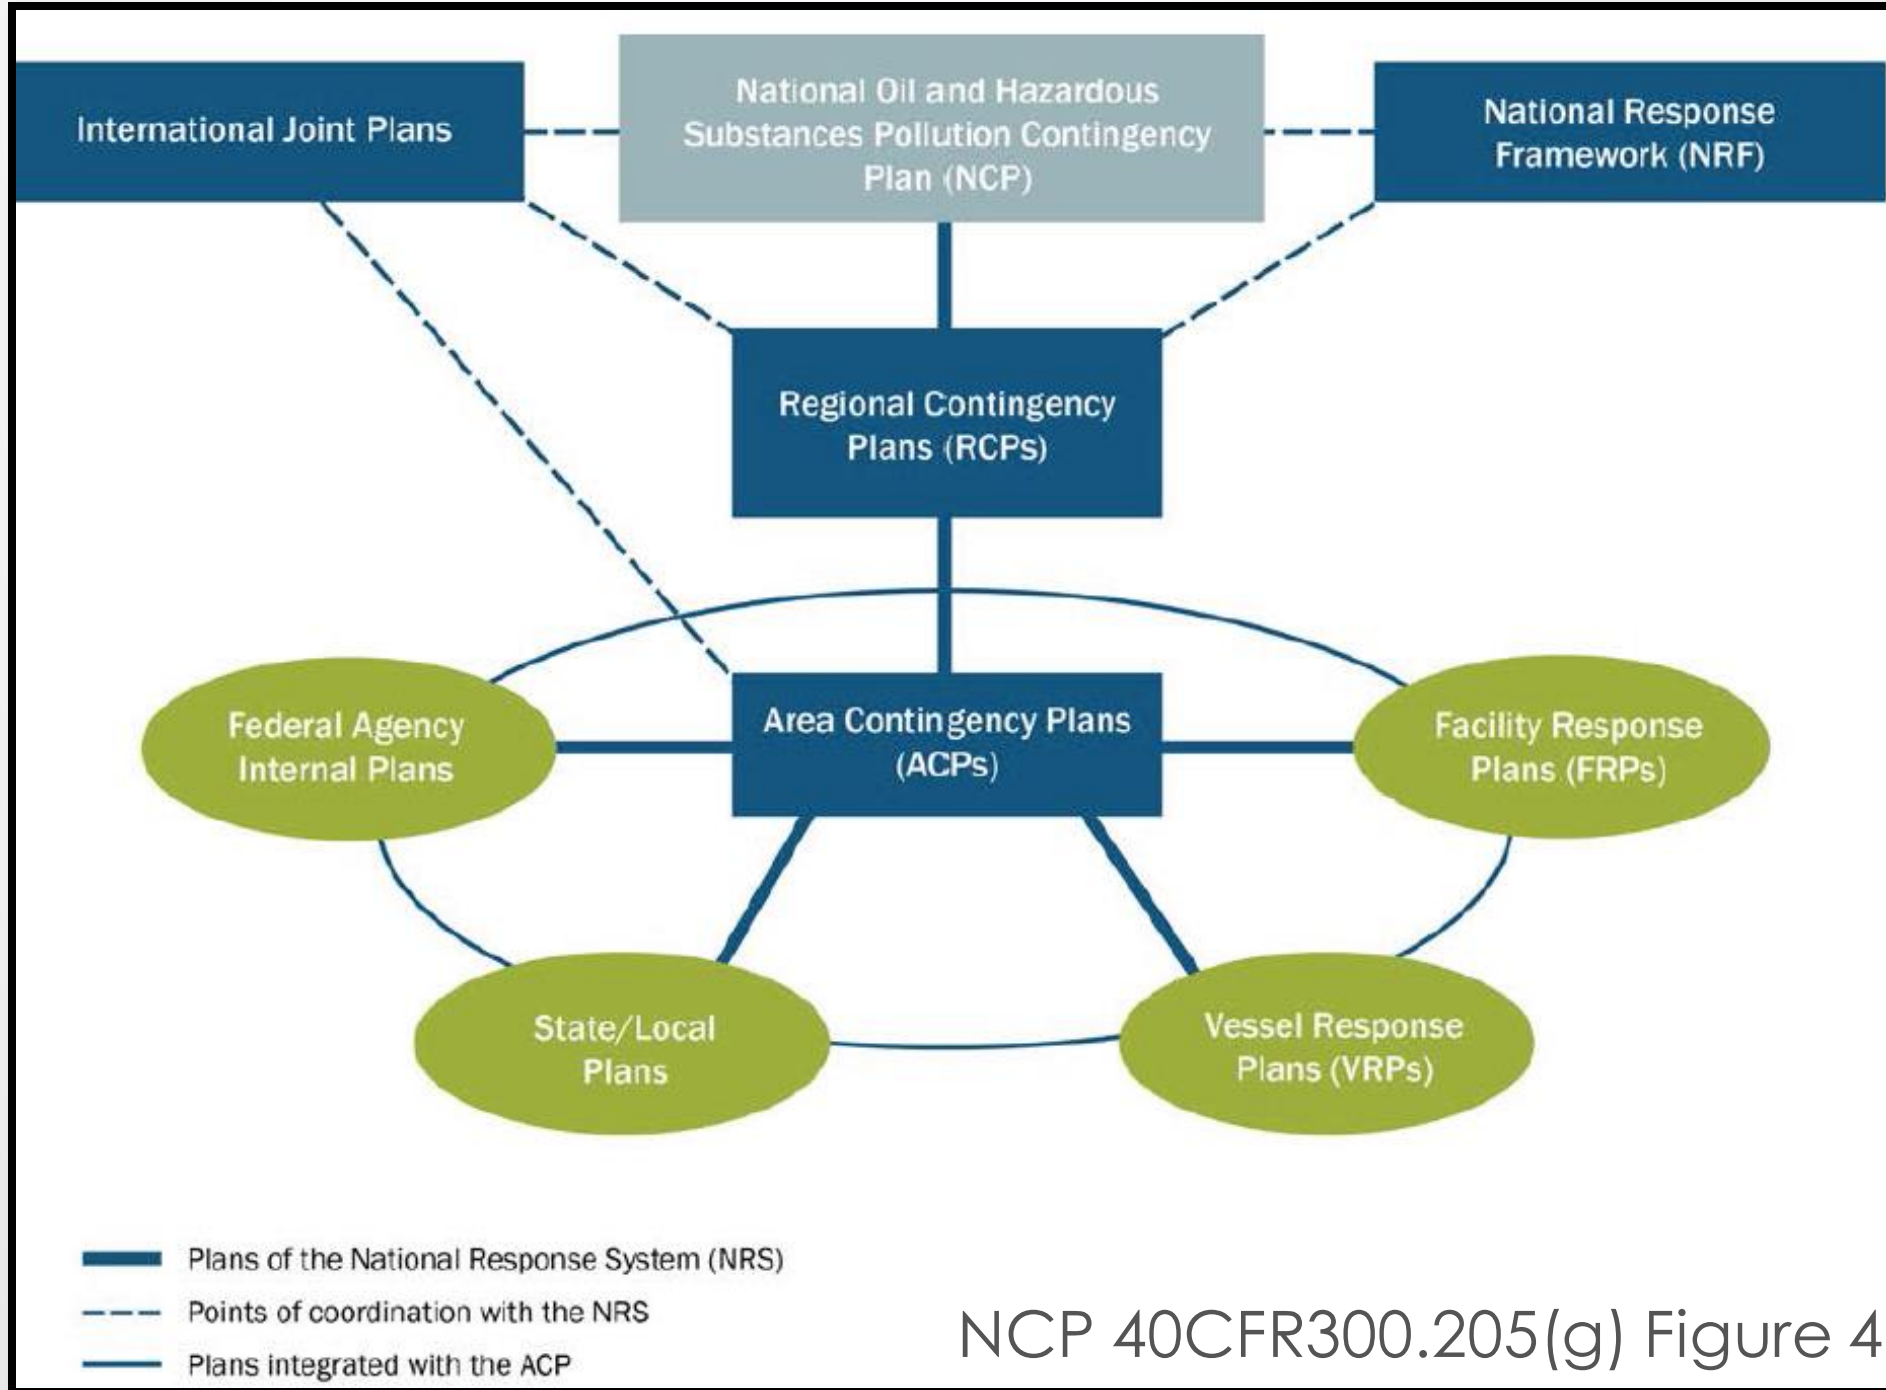 International Joint Plans
National Oil and Hazardous
Substances Pollution Contingency
Plan (NCP)
National Response
Framework (NRF)
Regional Contingency
Plans (RCPs)
Federal Agency
Internal Plans
Area Contingency Plans
(ACPs)
Facility Response
Plans (FRPs)
State/Local
Plans
Vessel Response
Plans (VRPs)
Plans of the National Response System (NRS)
Points of coordination with the NRS
Plans integrated with the ACP
NCP 40CFR300.205(g) Figure 4